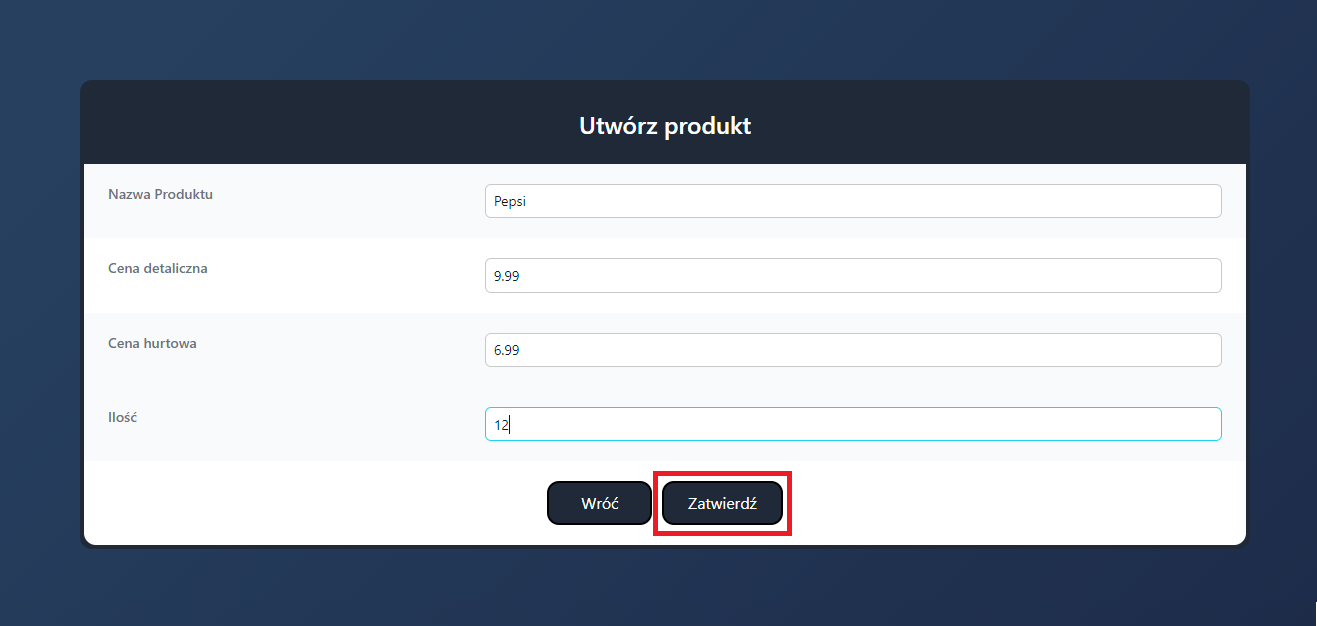 Utwórz produkt
Nazwa Produktu
Pepsi
Cena detaliczna
9.99
Cena hurtowa
6.99
Ilość
12
Wróć
Zatwierdź